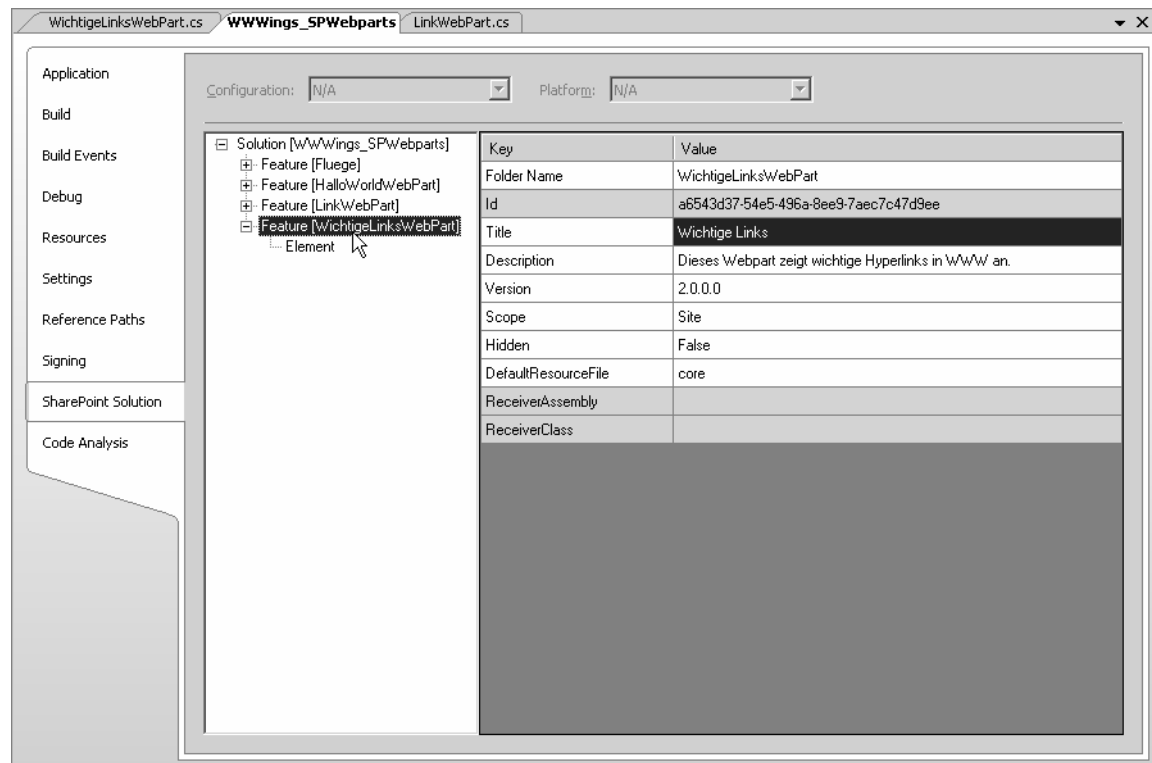 WichtigeLinksWebPart.cs WWWings_SPWebparts LinkWebPart.cs
Application
Build
Build Events
Debug
Resources
Settings
Reference Paths
Signing
SharePoint Solution
Code Analysis
Configuration: N/A Platform: N/A
Solution [WWWings_SPWebparts]
Feature [Fluege]
Feature [HalloWorldWebPart]
Feature [LinkWebPart]
Feature [WichtigeLinksWebPart]
Element
Key Value
Folder Name WichtigeLinksWebPart
Id a6543d37-54e5-496a-8ee9-7aec7c47d9ee
Title Wichtige Links
Description Dieses Webpart zeigt wichtige Hyperlinks in WWW an.
Version 2.0.0.0
Scope Site
Hidden False
DefaultResourceFile core
ReceiverAssembly
ReceiverClass